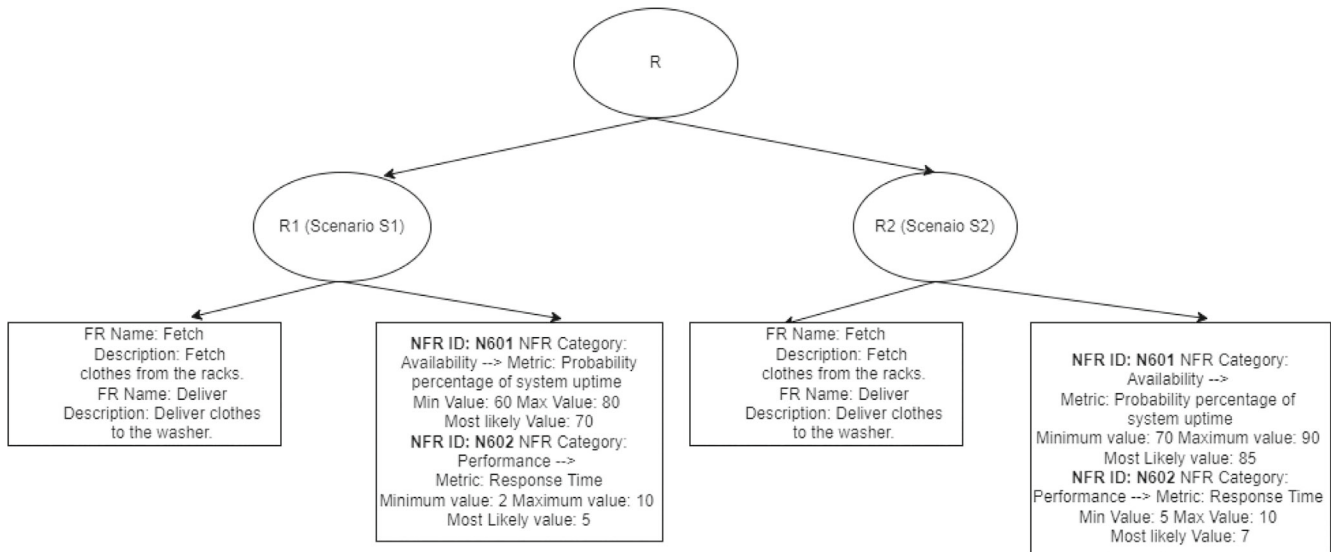 R
R1 (Scenario S1)
R2 (Scenaio S2)
FR Name: Fetch
Description: Fetch
clothes from the racks.
FR Name: Deliver
Description: Deliver clothes
to the washer.
NFR ID: N601 NFR Category:
Availability --> Metric: Probability
percentage of system uptime
Min Value: 60 Max Value: 80
Most likely Value: 70
NFR ID: N602 NFR Category:
Performance -->
Metric: Response Time
Minimum value: 2 Maximum value: 10
Most Likely value: 5
FR Name: Fetch
Description: Fetch
clothes from the racks.
FR Name: Deliver
Description: Deliver clothes
to the washer.
NFR ID: N601 NFR Category:
Availability -->
Metric: Probability percentage of
system uptime
Minimum value: 70 Maximum value: 90
Most Likely value: 85
NFR ID: N602 NFR Category:
Performance --> Metric: Response Time
Min Value: 5 Max Value: 10
Most likely Value: 7